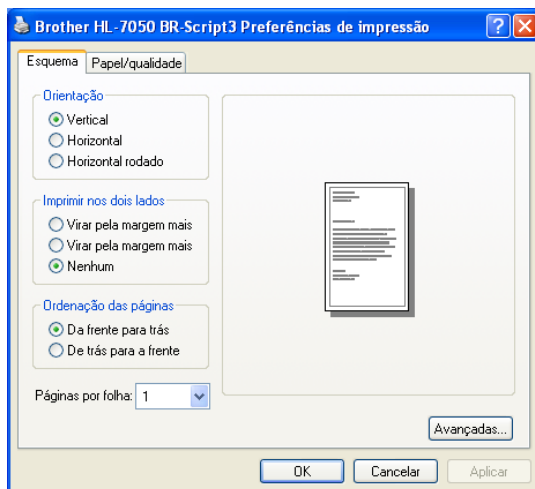 Brother HL-7050 BR-Script3 Preferências de impressão
Esquema
Papel/qualidade
Orientação
Vertical
Horizontal
Horizontal rodado
Imprimir nos dois lados
Virar pela margem mais
Virar pela margem mais
Nenhum
Ordenação das páginas
Da frente para trás
De trás para a frente
Páginas por folha: 1
Avançadas...
OK
Cancelar
Aplicar